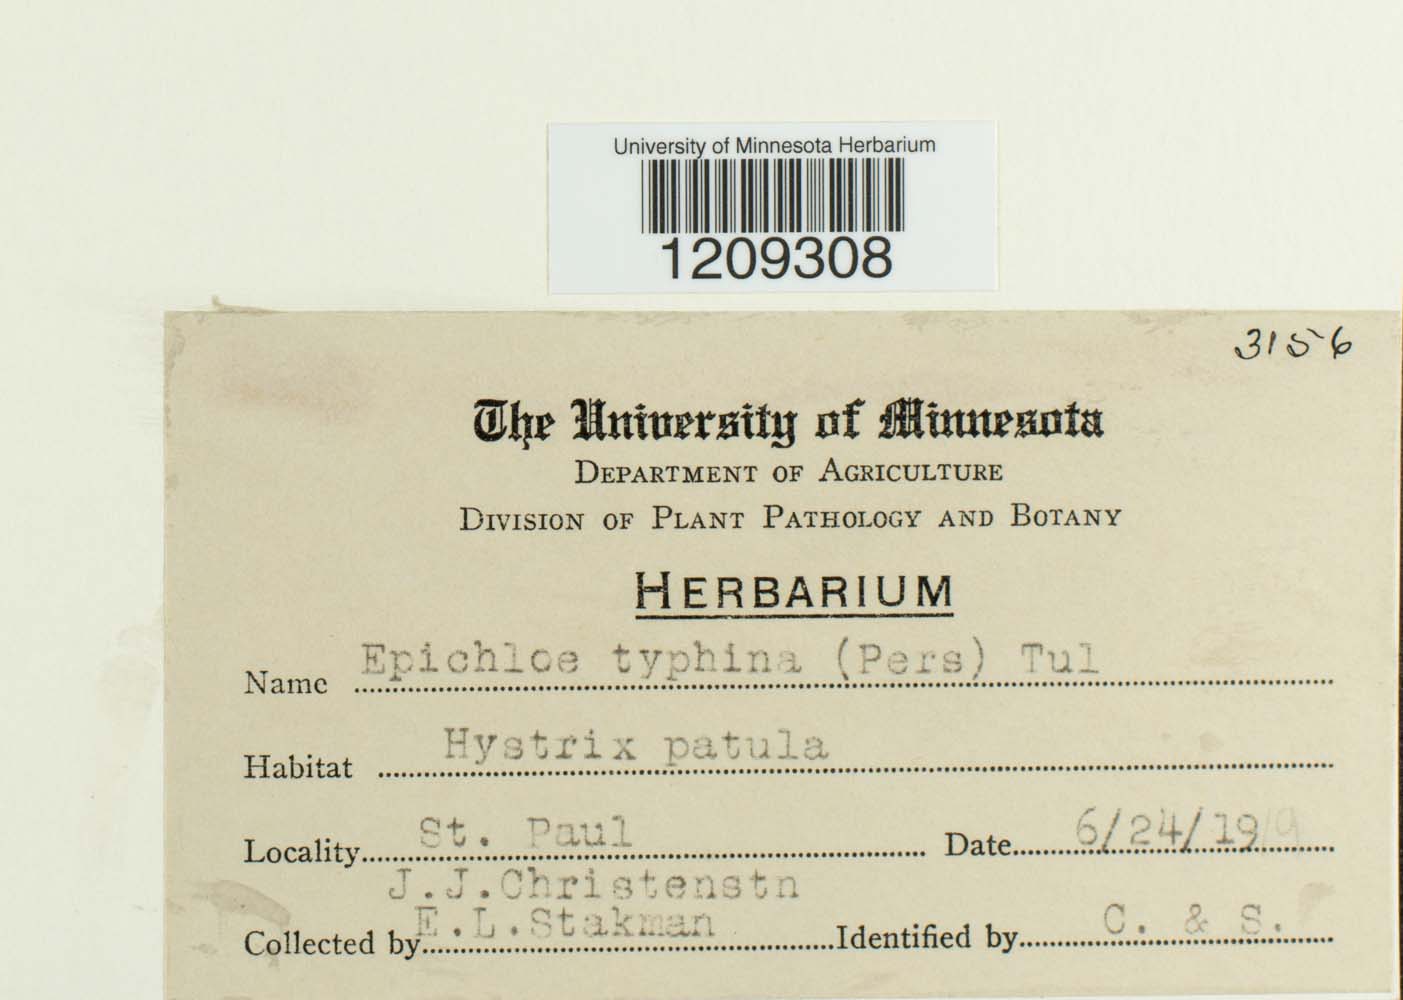 University of Minnesota Herbarium
1209308
3156
The University of Minnesota
DEPARTMENT OF AGRICULTURE
DIVISION OF PLANT PATHOLOGY AND BOTANY
HERBARIUM
Name Epichloe typhina (Pers) Tul
Habitat Hystrix patula
Locality St. Paul Date 6/24/1919
J.J.Christenstn
Collected by E.L.Stakman Identified by C. & S.